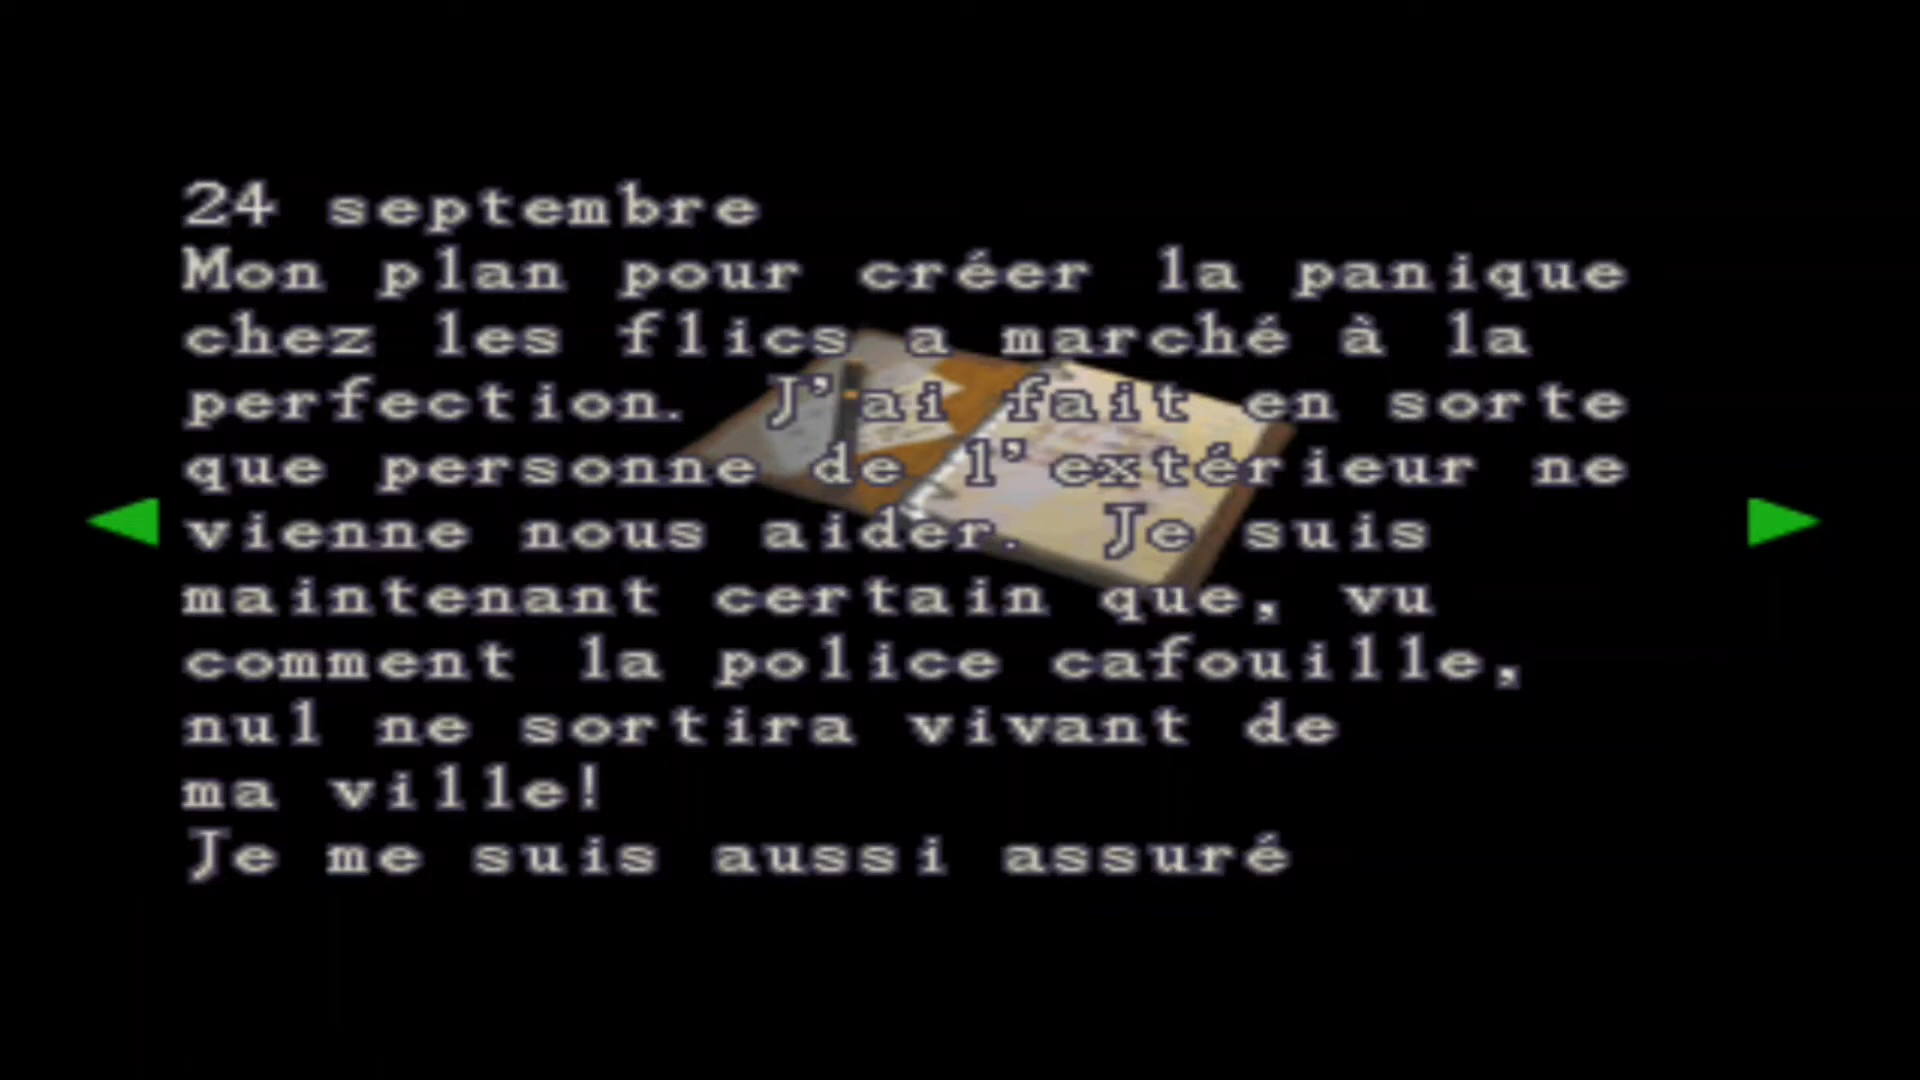 24 septembre
Mon plan pour créer la panique
chez les flics a marché à la
perfection. J'ai fait en sorte
que personne de l'extérieur ne
vienne nous aider. Je suis
maintenant certain que, vu
comment la police cafouille,
nul ne sortira vivant de
ma ville!
Je me suis aussi assuré